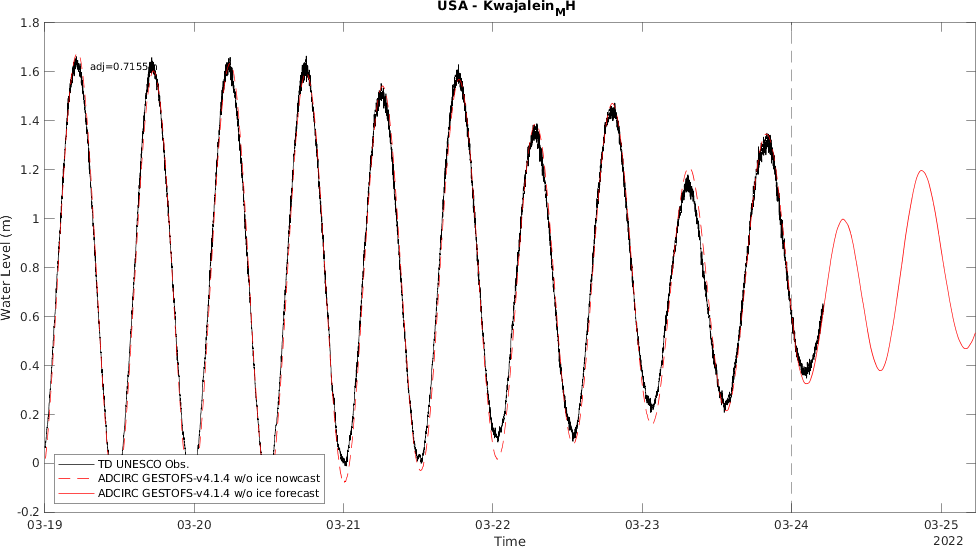 USA - Kwajalein_MH
1.8
1.6
1.4
1.2
1
0.8
0.6
0.4
0.2
0
-0.2
Water Level (m)
adj=0.7155m
TD UNESCO Obs.
ADCIRC GESTOFS-v4.1.4 w/o ice nowcast
ADCIRC GESTOFS-v4.1.4 w/o ice forecast
03-19
03-20
03-21
03-22
03-23
03-24
03-25
Time
2022